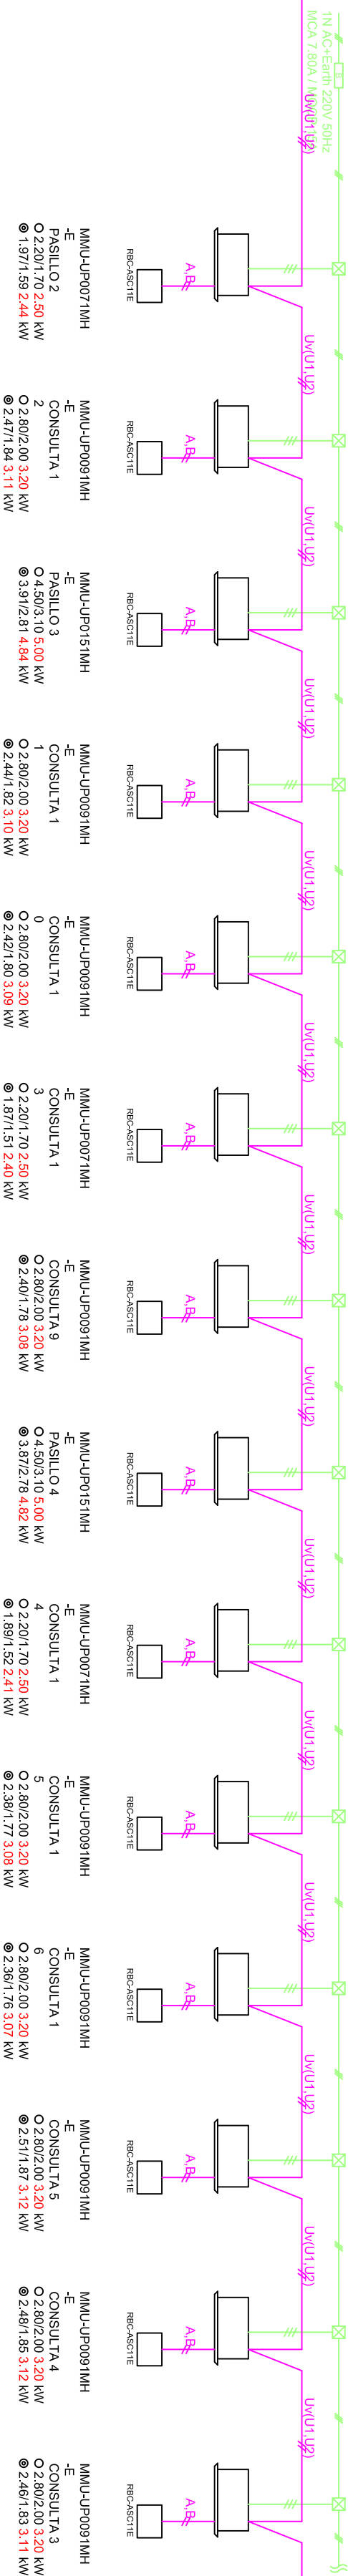 1N AC+Earth 220V 50Hz
MCA 7.80A /
Uv(U1,U2)
A,B
RBC-ASC11E
MMU-UP0071MH
-E
PASILLO 2
2.20/1.70 2.50 kW
1.97/1.59 2.44 kW
Uv(U1,U2)
A,B
RBC-ASC11E
MMU-UP0091MH
-E
CONSULTA 1
2
2.80/2.00 3.20 kW
2.47/1.84 3.11 kW
Uv(U1,U2)
A,B
RBC-ASC11E
MMU-UP0151MH
-E
PASILLO 3
4.50/3.10 5.00 kW
3.91/2.81 4.84 kW
Uv(U1,U2)
A,B
RBC-ASC11E
MMU-UP0091MH
-E
CONSULTA 1
1
2.80/2.00 3.20 kW
2.44/1.82 3.10 kW
Uv(U1,U2)
A,B
RBC-ASC11E
MMU-UP0091MH
-E
CONSULTA 1
0
2.80/2.00 3.20 kW
2.42/1.80 3.09 kW
Uv(U1,U2)
A,B
RBC-ASC11E
MMU-UP0071MH
-E
CONSULTA 1
3
2.20/1.70 2.50 kW
1.87/1.51 2.40 kW
Uv(U1,U2)
A,B
RBC-ASC11E
MMU-UP0091MH
-E
CONSULTA 9
2.80/2.00 3.20 kW
2.40/1.78 3.08 kW
Uv(U1,U2)
A,B
RBC-ASC11E
MMU-UP0151MH
-E
PASILLO 4
4.50/3.10 5.00 kW
3.87/2.78 4.82 kW
Uv(U1,U2)
A,B
RBC-ASC11E
MMU-UP0071MH
-E
CONSULTA 1
4
2.20/1.70 2.50 kW
1.89/1.52 2.41 kW
Uv(U1,U2)
A,B
RBC-ASC11E
MMU-UP0091MH
-E
CONSULTA 1
5
2.80/2.00 3.20 kW
2.38/1.77 3.08 kW
Uv(U1,U2)
A,B
RBC-ASC11E
MMU-UP0091MH
-E
CONSULTA 1
6
2.80/2.00 3.20 kW
2.36/1.76 3.07 kW
Uv(U1,U2)
A,B
RBC-ASC11E
MMU-UP0091MH
-E
CONSULTA 5
2.80/2.00 3.20 kW
2.51/1.87 3.12 kW
Uv(U1,U2)
A,B
RBC-ASC11E
MMU-UP0091MH
-E
CONSULTA 4
2.80/2.00 3.20 kW
2.48/1.85 3.12 kW
Uv(U1,U2)
A,B
RBC-ASC11E
MMU-UP0091MH
-E
CONSULTA 3
2.80/2.00 3.20 kW
2.46/1.83 3.11 kW